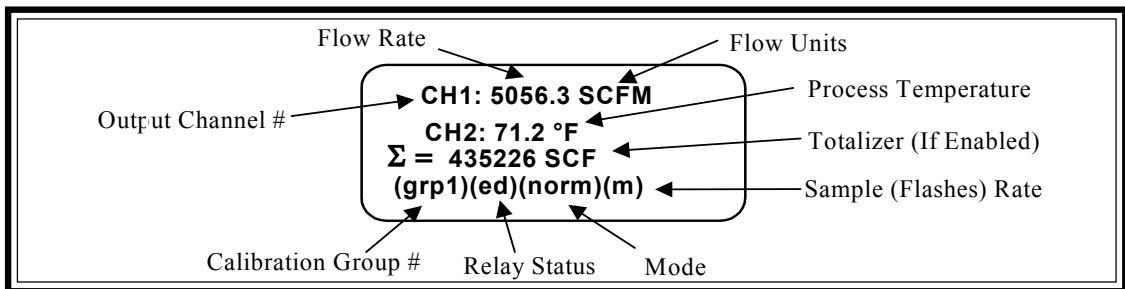 Flow Rate
Flow Units
CH1: 5056.3 SCFM
Process Temperature
Output Channel #
CH2: 71.2 °F
Totalizer (If Enabled)
Σ = 435226 SCF
(grp1)(ed)(norm)(m)
Sample (Flashes) Rate
Calibration Group #
Relay Status
Mode